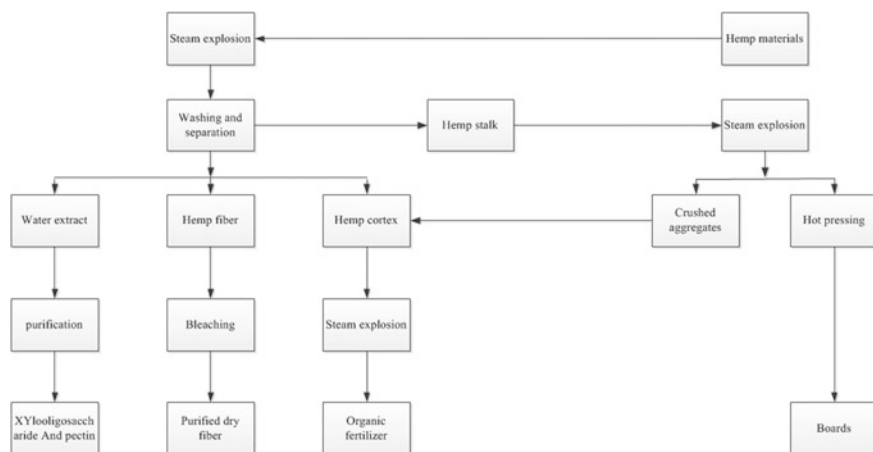 Steam explosion
Hemp materials
Washing and
separation
Hemp stalk
Steam explosion
Water extract
Hemp fiber
Hemp cortex
Crushed
aggregates
Hot pressing
purification
Bleaching
Steam explosion
XYlooligosacch
aride And pectin
Purified dry
fiber
Organic
fertilizer
Boards